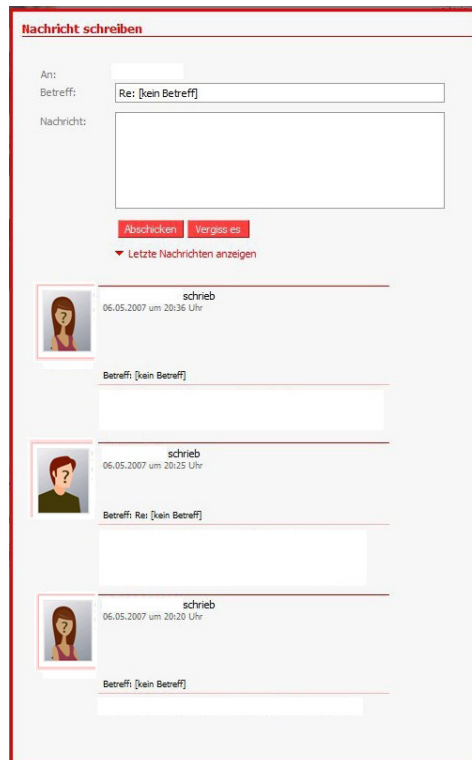 Nachricht schreiben
An:
Betreff: Re: [kein Betreff]
Nachricht:
Abschicken Vergiss es
Letzte Nachrichten anzeigen
schrieb
06.05.2007 um 20:36 Uhr
Betreff: [kein Betreff]
schrieb
06.05.2007 um 20:25 Uhr
Betreff: Re: [kein Betreff]
schrieb
06.05.2007 um 20:20 Uhr
Betreff: [kein Betreff]